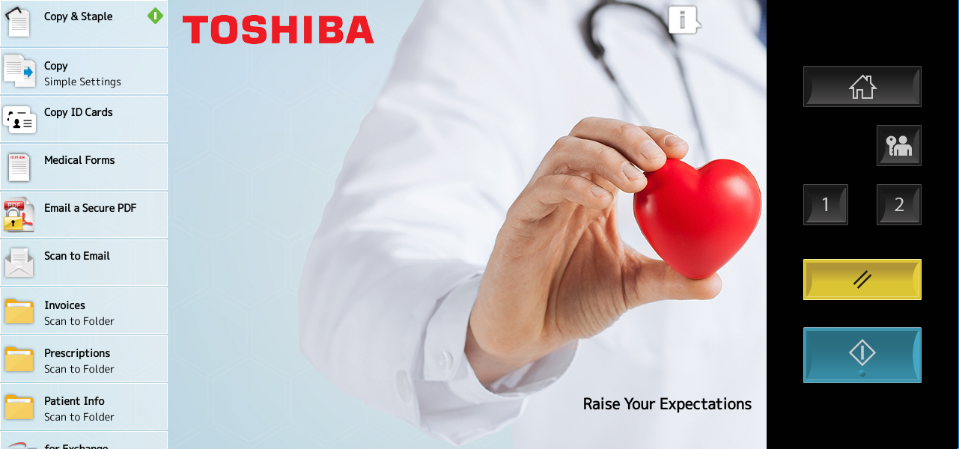 Copy & Staple
Copy
Simple Settings
Copy ID Cards
Medical Forms
Email a Secure PDF
Scan to Email
Invoices
Scan to Folder
Prescriptions
Scan to Folder
Patient Info
Scan to Folder
for Exchange
TOSHIBA
Raise Your Expectations
1
2